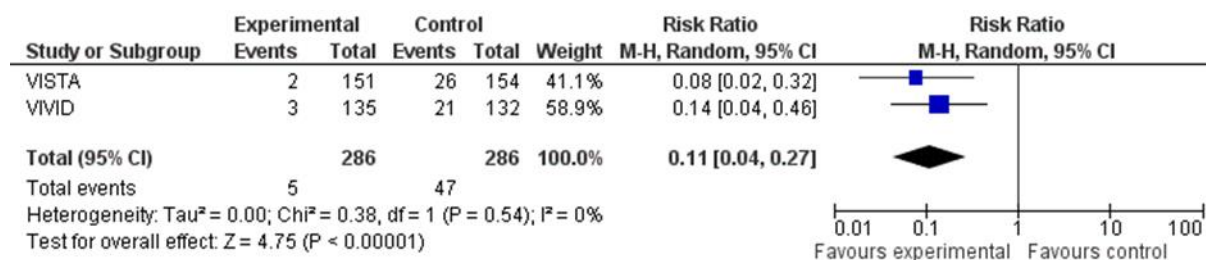 Experimental Control Risk Ratio Risk Ratio
Study or Subgroup Events Total Events Total Weight M-H, Random, 95% CI M-H, Random, 95% CI
VISTA 2 151 26 154 41.1% 0.08 [0.02, 0.32]
VIVID 3 135 21 132 58.9% 0.14 [0.04, 0.46]
Total (95% CI) 286 286 100.0% 0.11 [0.04, 0.27]
Total events 5 47
Heterogeneity: Tau² = 0.00; Chi² = 0.38, df = 1 (P = 0.54); I² = 0%
Test for overall effect: Z = 4.75 (P < 0.00001)
0.01 0.1 1 10 100
Favours experimental Favours control